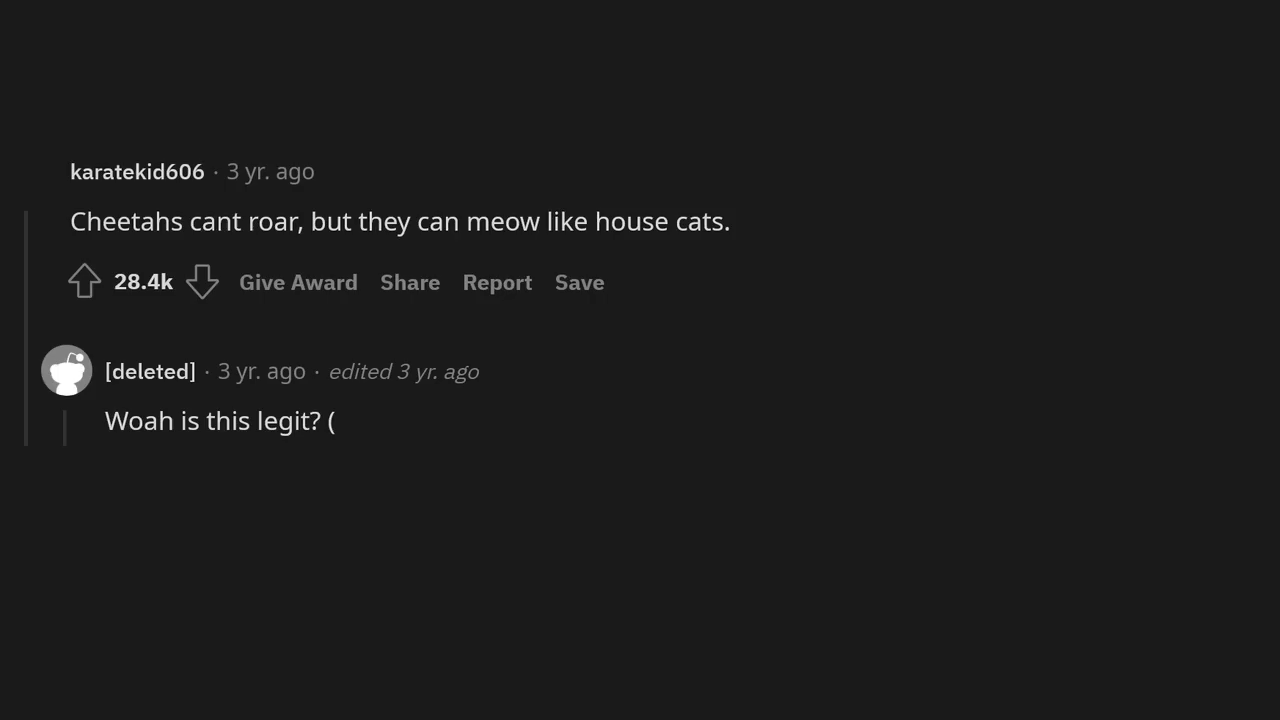 karatekid606 · 3 yr. ago
Cheetahs cant roar, but they can meow like house cats.
28.4k Give Award Share Report Save
[deleted] · 3 yr. ago · edited 3 yr. ago
Woah is this legit? (